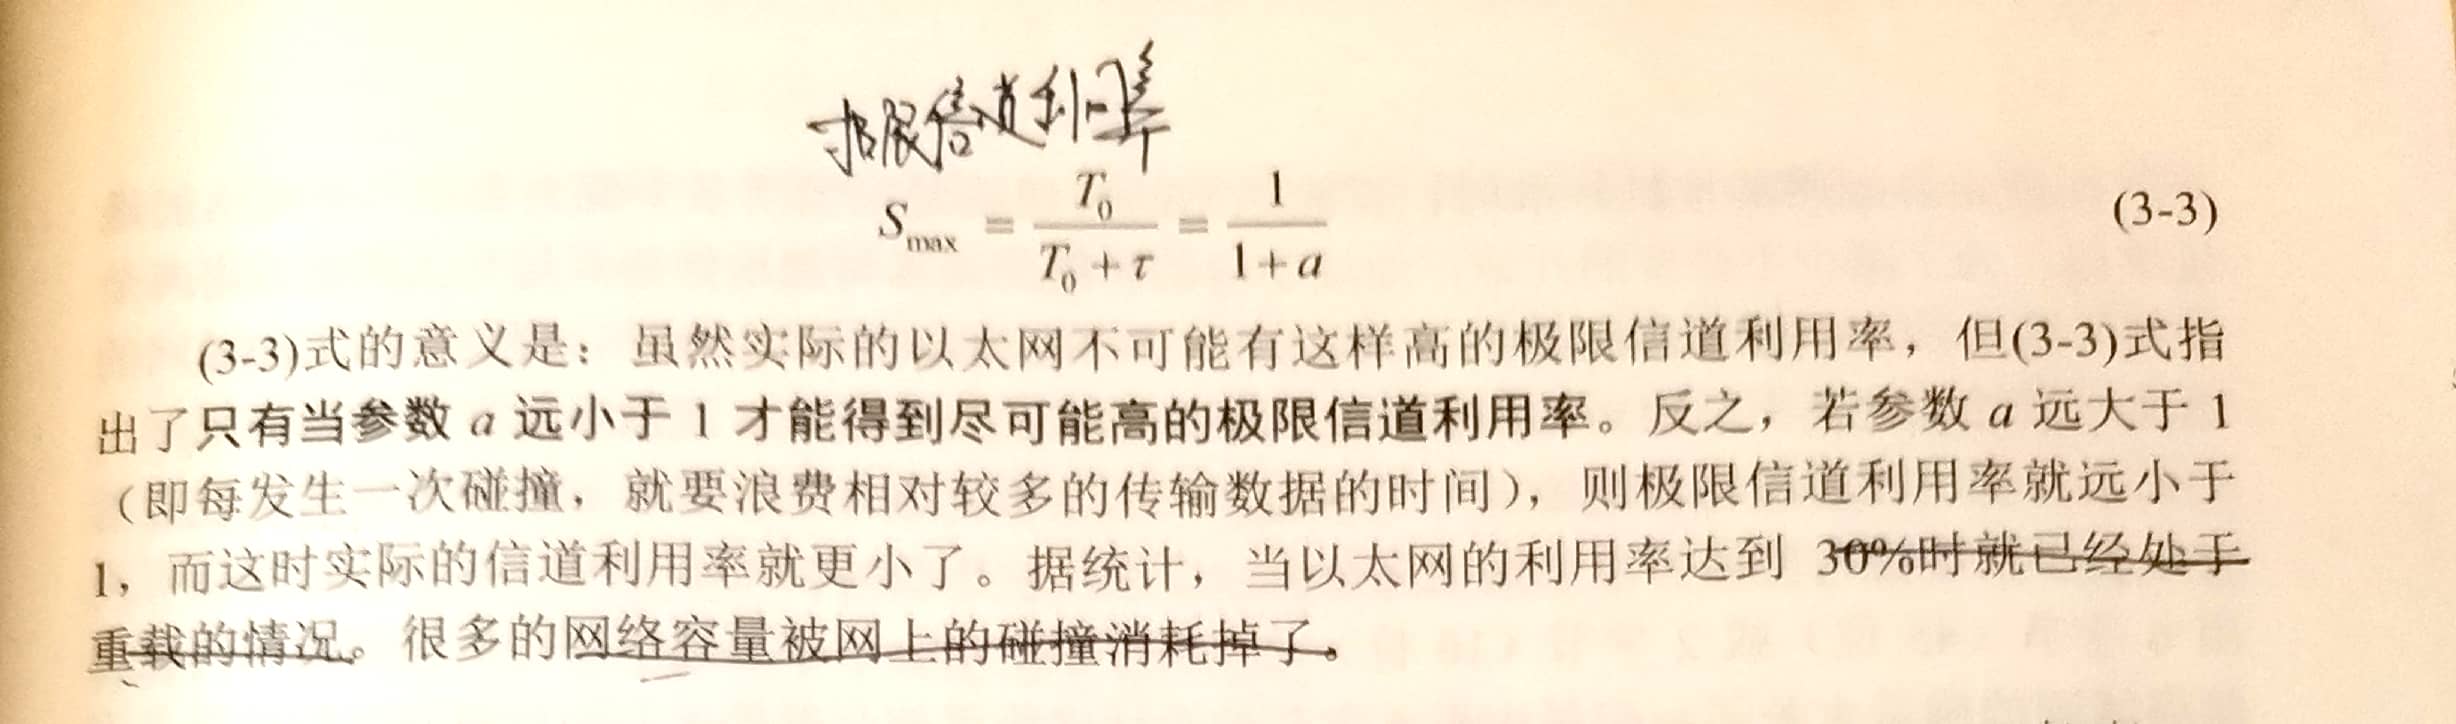 极限信道利用率
S_max = T_0 / (T_0 + τ) = 1 / (1 + a) (3-3)
(3-3)式的意义是：虽然实际的以太网不可能有这样高的极限信道利用率，但(3-3)式指
出了只有当参数 a 远小于 1 才能得到尽可能高的极限信道利用率。反之，若参数 a 远大于 1
（即每发生一次碰撞，就要浪费相对较多的传输数据的时间），则极限信道利用率就远小于
1，而这时实际的信道利用率就更小了。据统计，当以太网的利用率达到 30%时就已经处于
重载的情况。很多的网络容量被网上的碰撞消耗掉了。